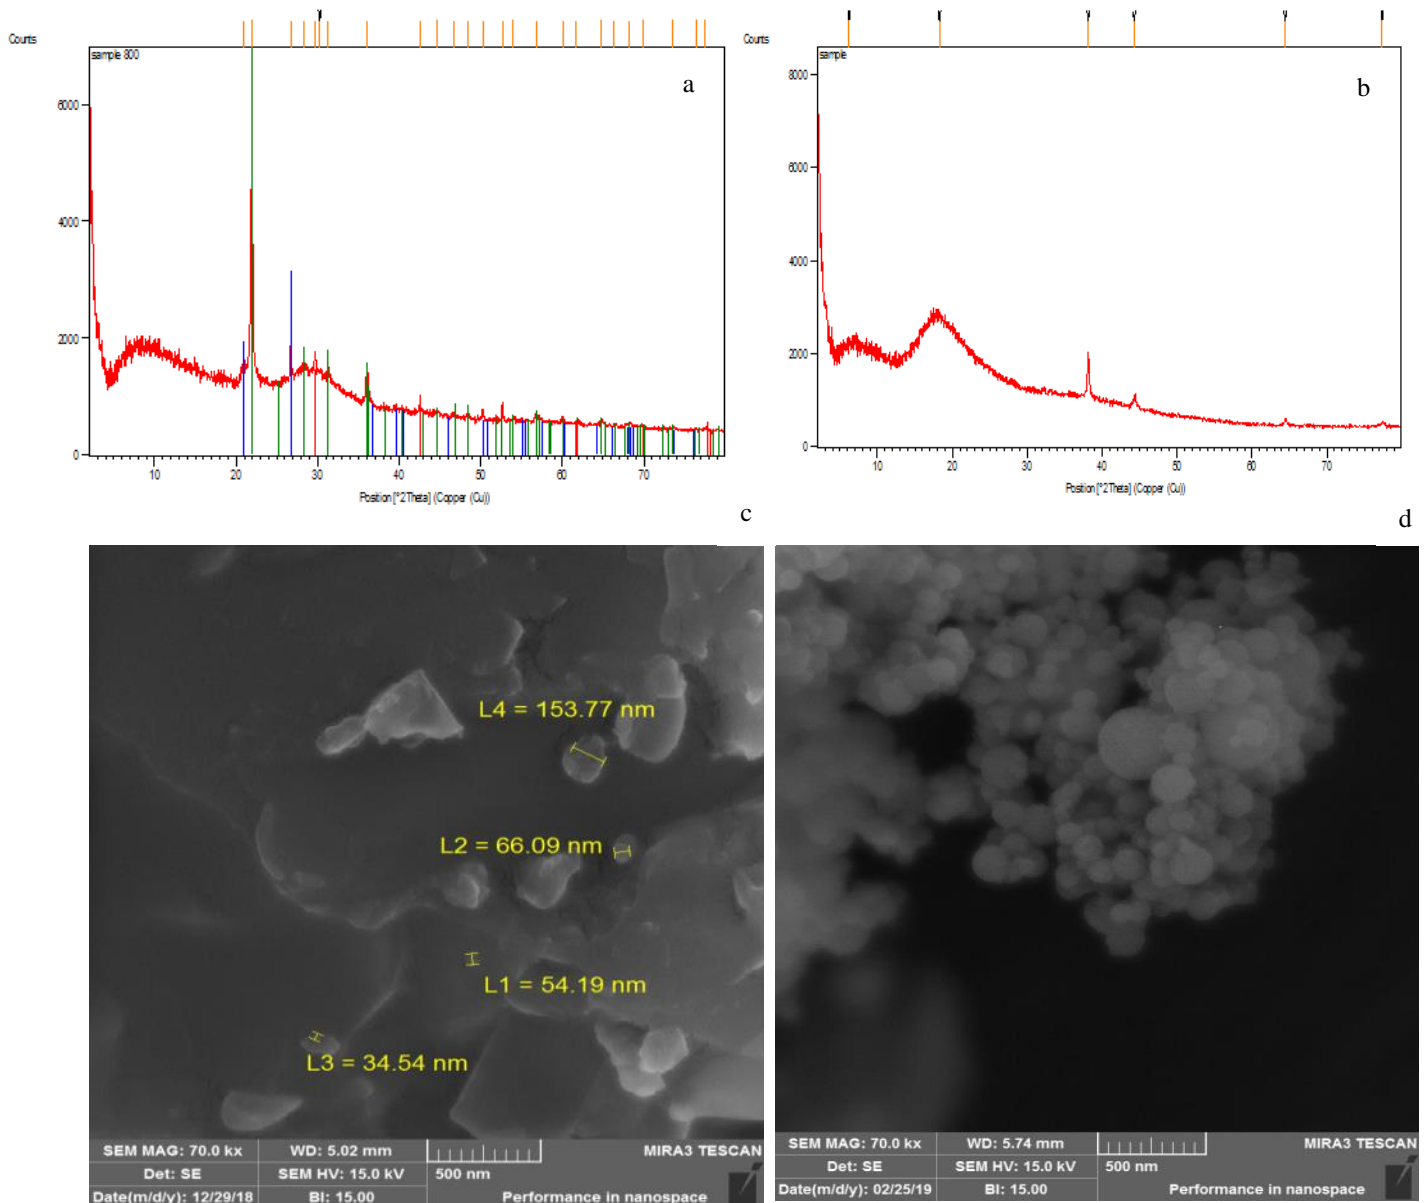 Counts
sample 800
a
6000
4000
2000
0
10
20
30
40
50
60
70
Position [°2Theta] (Copper (Cu))
Counts
sample
b
8000
6000
4000
2000
0
10
20
30
40
50
60
70
Position [°2Theta] (Copper (Cu))
c
d
L4 = 153.77 nm
L2 = 66.09 nm
L1 = 54.19 nm
L3 = 34.54 nm
SEM MAG: 70.0 kx
WD: 5.02 mm
MIRA3 TESCAN
Det: SE
SEM HV: 15.0 kV
500 nm
Date(m/d/y): 12/29/18
BI: 15.00
Performance in nanospace
SEM MAG: 70.0 kx
WD: 5.74 mm
MIRA3 TESCAN
Det: SE
SEM HV: 15.0 kV
500 nm
Date(m/d/y): 02/25/19
BI: 15.00
Performance in nanospace